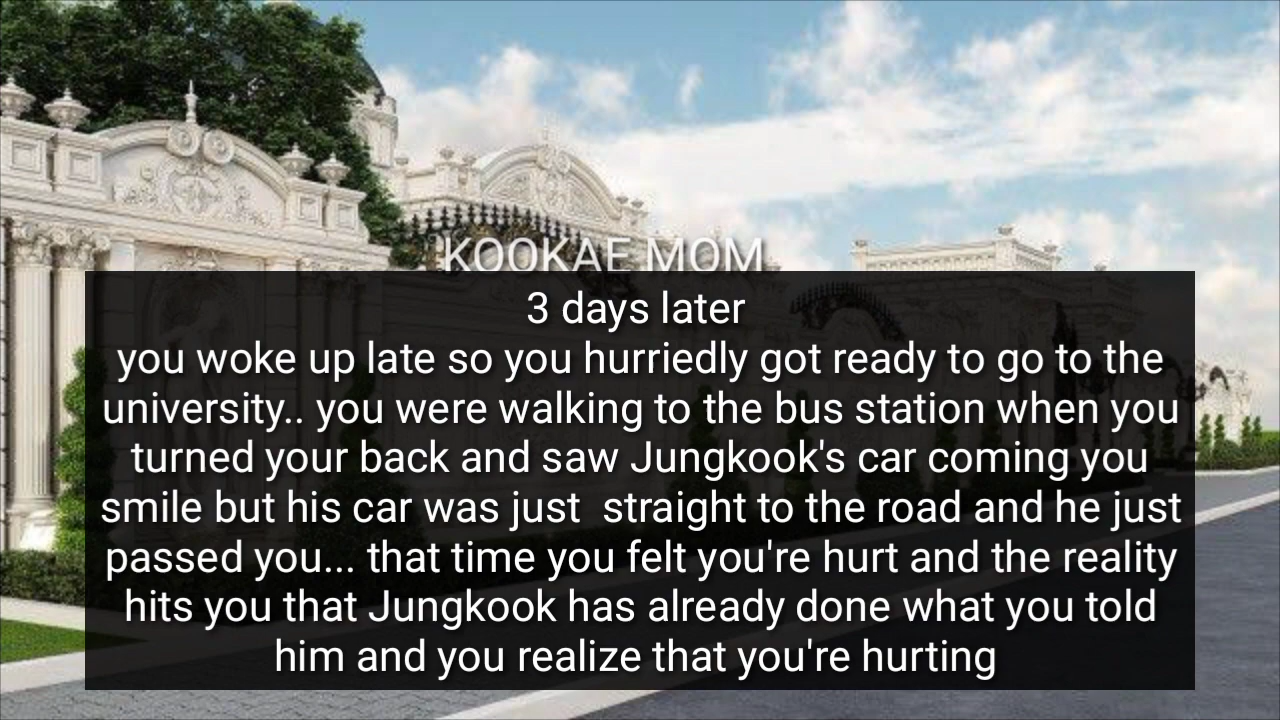 KOOKAE MOM
3 days later
you woke up late so you hurriedly got ready to go to the
university.. you were walking to the bus station when you
turned your back and saw Jungkook's car coming you
smile but his car was just  straight to the road and he just
passed you... that time you felt you're hurt and the reality
hits you that Jungkook has already done what you told
him and you realize that you're hurting